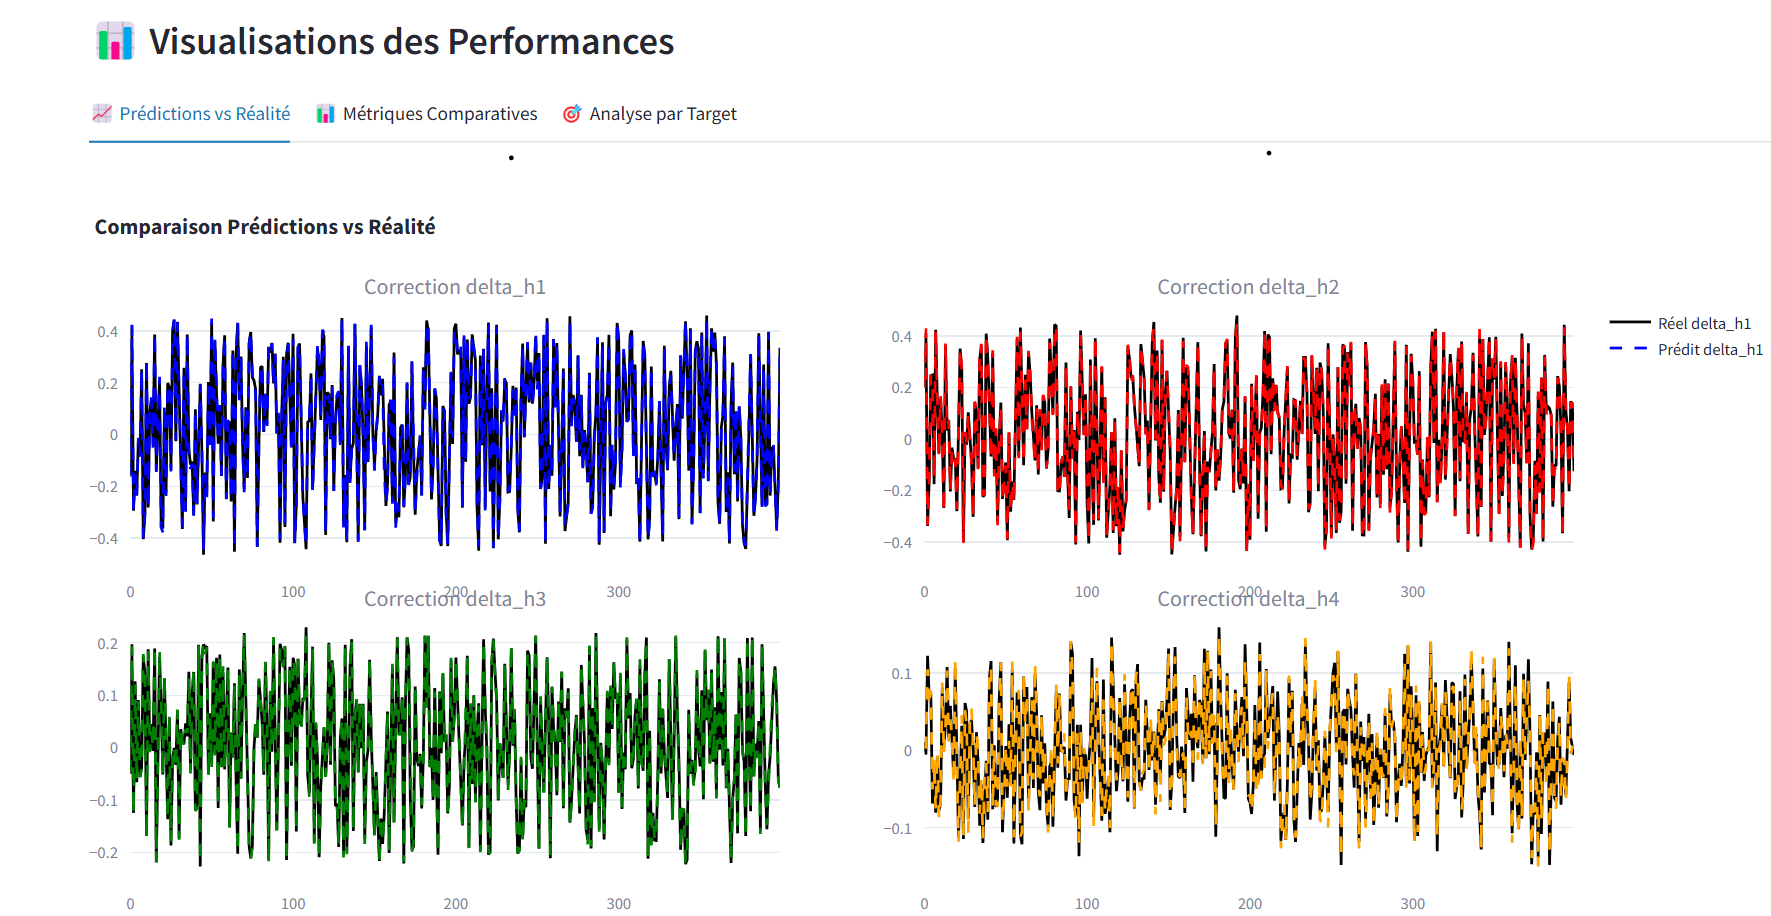 Visualisations des Performances
Prédictions vs Réalité Métriques Comparatives Analyse par Target
Comparaison Prédictions vs Réalité
Correction delta_h1
0.4
0.2
0
−0.2
−0.4
0 100 200 300
Correction delta_h2
0.4
0.2
0
−0.2
−0.4
0 100 200 300
Réel delta_h1
Prédit delta_h1
Correction delta_h3
0.2
0.1
0
−0.1
−0.2
0 100 200 300
Correction delta_h4
0.1
0
−0.1
0 100 200 300